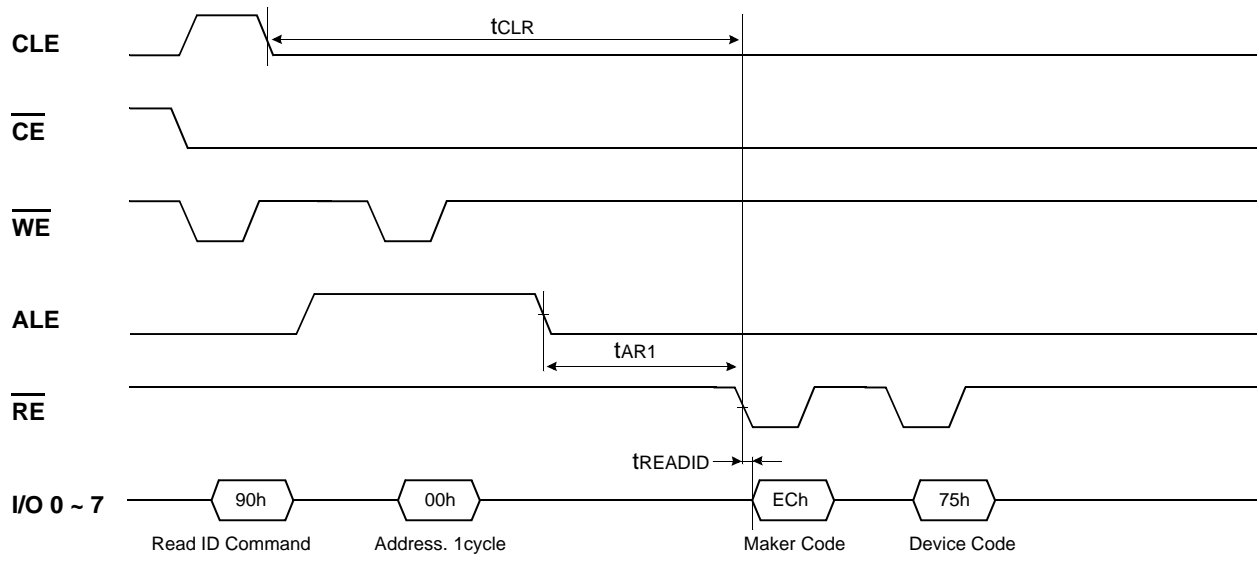 CLE
tCLR
CE
WE
ALE
tAR1
RE
tREADID
I/O 0 ~ 7
90h
00h
ECh
75h
Read ID Command
Address. 1cycle
Maker Code
Device Code